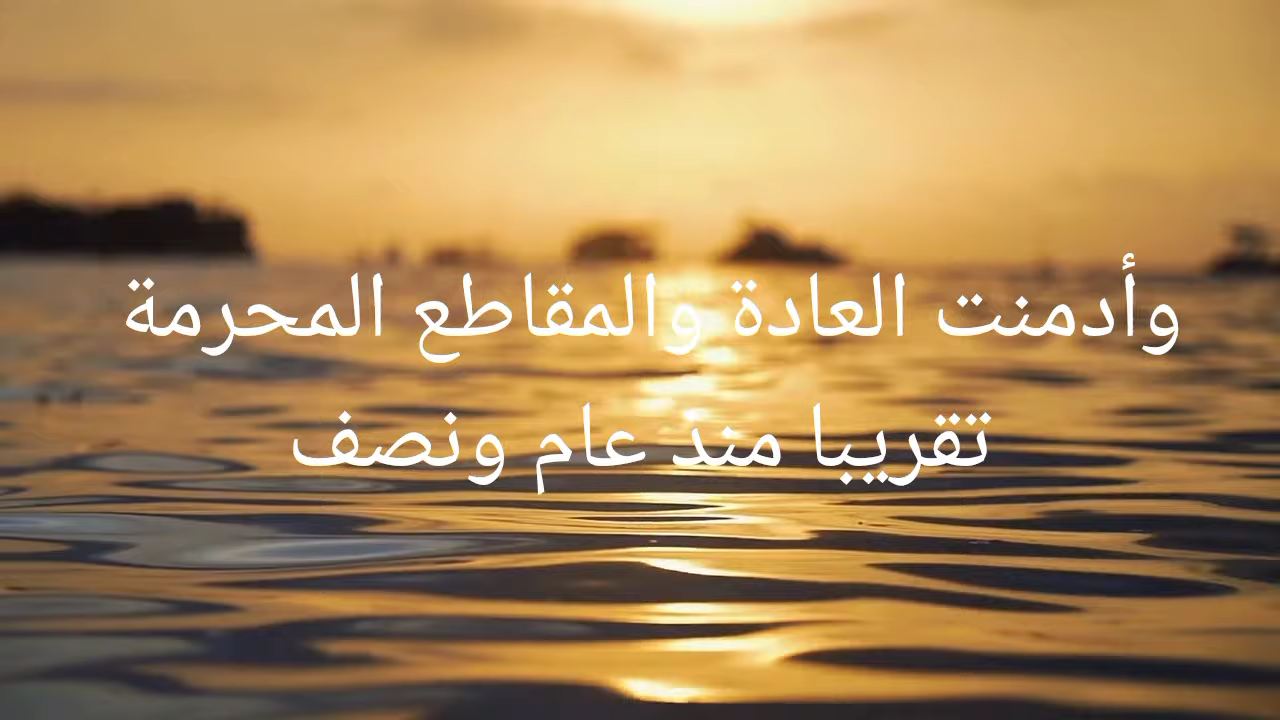 وأدمنت العادة والمقاطع المحرمة
تقريبا منذ عام ونصف